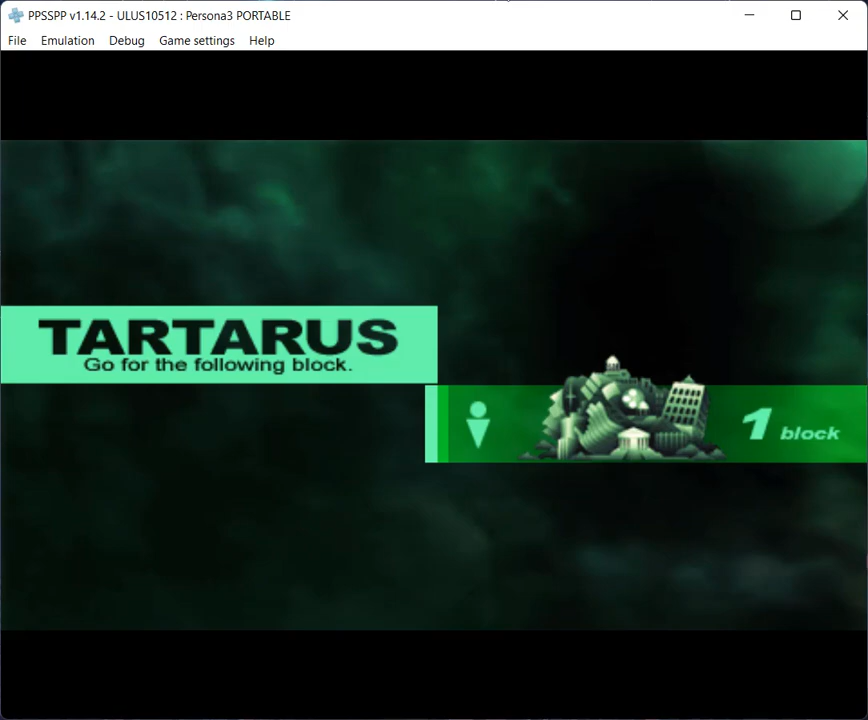 PPSSPP v1.14.2 - ULUS10512 : Persona3 PORTABLE
File Emulation Debug Game settings Help
TARTARUS
Go for the following block.
1 block